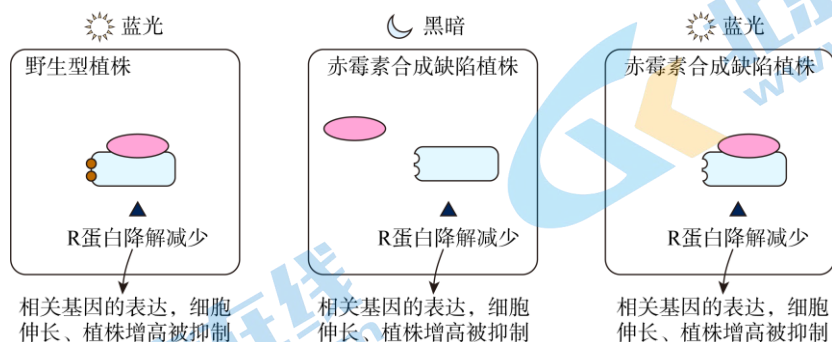 蓝光
黑暗
蓝光
野生型植株
赤霉素合成缺陷植株
赤霉素合成缺陷植株
R蛋白降解减少
R蛋白降解减少
R蛋白降解减少
相关基因的表达，细胞
伸长、植株增高被抑制
相关基因的表达，细胞
伸长、植株增高被抑制
相关基因的表达，细胞
伸长、植株增高被抑制
在线